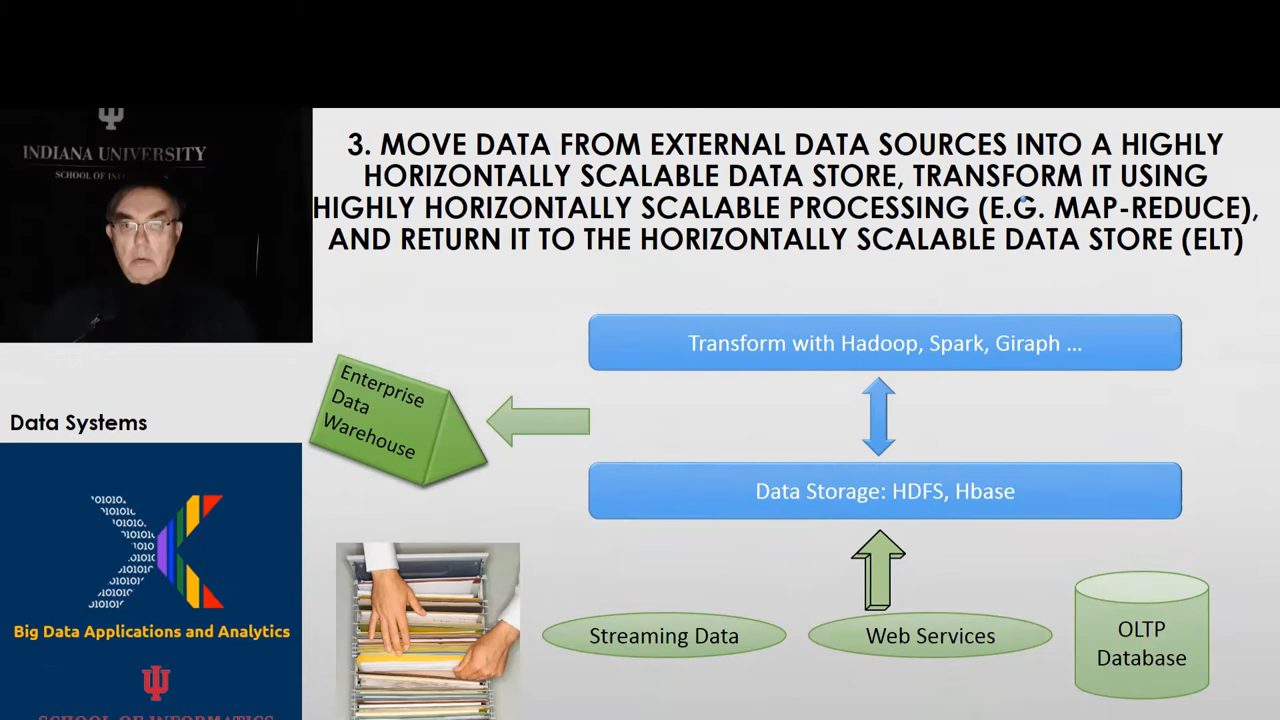 INDIANA UNIVERSITY
3. MOVE DATA FROM EXTERNAL DATA SOURCES INTO A HIGHLY
HORIZONTALLY SCALABLE DATA STORE, TRANSFORM IT USING
HIGHLY HORIZONTALLY SCALABLE PROCESSING (E.G. MAP-REDUCE),
AND RETURN IT TO THE HORIZONTALLY SCALABLE DATA STORE (ELT)
Transform with Hadoop, Spark, Giraph ...
Enterprise
Data
Warehouse
Data Systems
Data Storage: HDFS, Hbase
Streaming Data
Web Services
OLTP
Database
Big Data Applications and Analytics
SCHOOL OF INFORMATICS